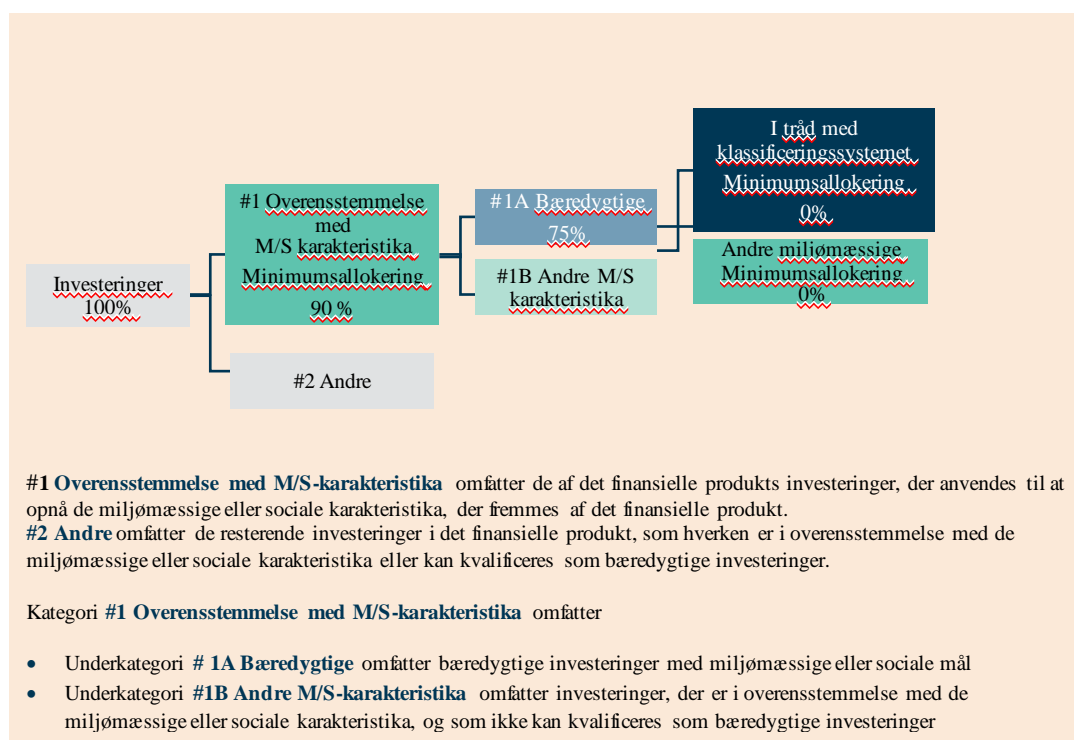 Investeringer
100%
#1 Overensstemmelse
med
M/S karakteristika
Minimumsallokering
90 %
#2 Andre
#1A Bæredygtige
75%
#1B Andre M/S
karakteristika
I tråd med
klassificeringssystemet
Minimumsallokering
0%
Andre miljømæssige
Minimumsallokering
0%
#1 Overensstemmelse med M/S-karakteristika omfatter de af det finansielle produkts investeringer, der anvendes til at
opnå de miljømæssige eller sociale karakteristika, der fremmes af det finansielle produkt.
#2 Andre omfatter de resterende investeringer i det finansielle produkt, som hverken er i overensstemmelse med de
miljømæssige eller sociale karakteristika eller kan kvalificeres som bæredygtige investeringer.
Kategori #1 Overensstemmelse med M/S-karakteristika omfatter
• Underkategori # 1A Bæredygtige omfatter bæredygtige investeringer med miljømæssige eller sociale mål
• Underkategori #1B Andre M/S-karakteristika omfatter investeringer, der er i overensstemmelse med de
miljømæssige eller sociale karakteristika, og som ikke kan kvalificeres som bæredygtige investeringer